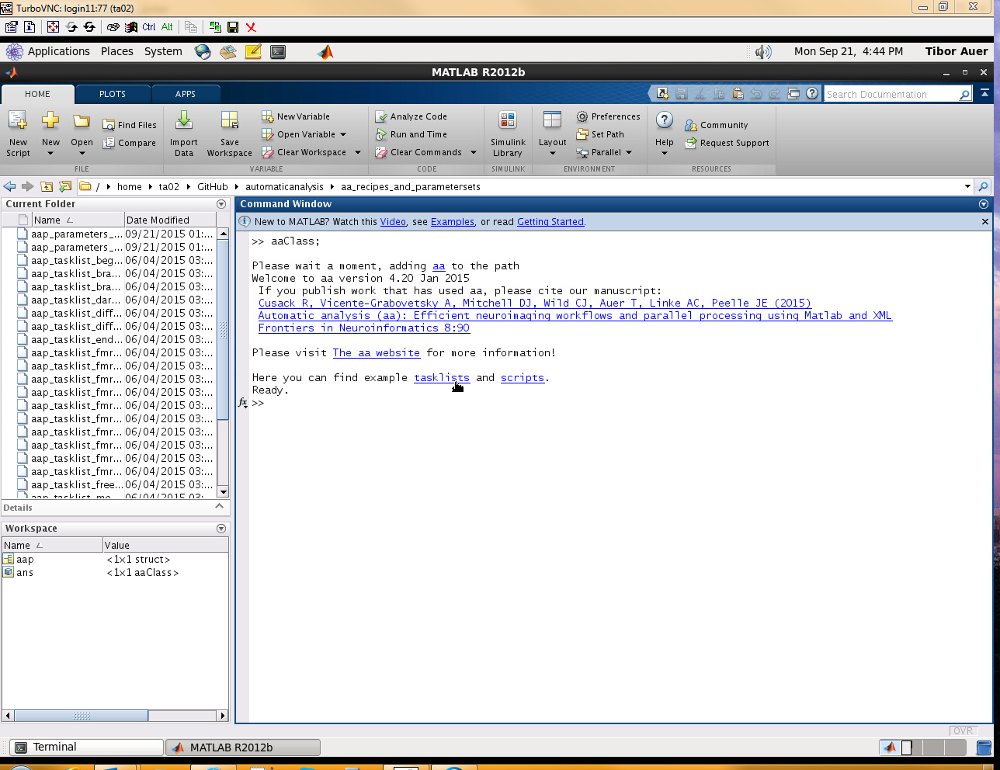 TurboVNC: login11:77 (ta02)
Ctrl Alt
Applications Places System
Mon Sep 21, 4:44 PM Tibor Auer
MATLAB R2012b
HOME PLOTS APPS
Search Documentation
New Script
New
Open
Find Files
Compare
FILE
Import Data
Save Workspace
New Variable
Open Variable
Clear Workspace
VARIABLE
Analyze Code
Run and Time
Clear Commands
CODE
Simulink Library
SIMULINK
Layout
Preferences
Set Path
Parallel
ENVIRONMENT
Help
Community
Request Support
RESOURCES
/ home ta02 GitHub automaticanalysis aa_recipes_and_parametersets
Current Folder
Name Date Modified
aap_parameters_... 09/21/2015 01:...
aap_parameters_... 09/21/2015 01:...
aap_tasklist_beg... 06/04/2015 03:...
aap_tasklist_bra... 06/04/2015 03:...
aap_tasklist_bra... 06/04/2015 03:...
aap_tasklist_dar... 06/04/2015 03:...
aap_tasklist_diff... 06/04/2015 03:...
aap_tasklist_diff... 06/04/2015 03:...
aap_tasklist_end... 06/04/2015 03:...
aap_tasklist_fmr... 06/04/2015 03:...
aap_tasklist_fmr... 06/04/2015 03:...
aap_tasklist_fmr... 06/04/2015 03:...
aap_tasklist_fmr... 06/04/2015 03:...
aap_tasklist_fmr... 06/04/2015 03:...
aap_tasklist_fmr... 06/04/2015 03:...
aap_tasklist_fmr... 06/04/2015 03:...
aap_tasklist_fmr... 06/04/2015 03:...
aap_tasklist_fmr... 06/04/2015 03:...
aap_tasklist_fmr... 06/04/2015 03:...
aap_tasklist_free... 06/04/2015 03:...
aap_tasklist_me... 06/04/2015 03:...
Details
Workspace
Name Value
aap <1x1 struct>
ans <1x1 aaClass>
Command Window
New to MATLAB? Watch this Video, see Examples, or read Getting Started.
>> aaClass;
Please wait a moment, adding aa to the path
Welcome to aa version 4.20 Jan 2015
If you publish work that has used aa, please cite our manuscript:
Cusack R, Vicente-Grabovetsky A, Mitchell DJ, Wild CJ, Auer T, Linke AC, Peelle JE (2015)
Automatic analysis (aa): Efficient neuroimaging workflows and parallel processing using Matlab and XML
Frontiers in Neuroinformatics 8:90
Please visit The aa website for more information!
Here you can find example tasklists and scripts.
Ready.
fx >>
OVR
Terminal
MATLAB R2012b